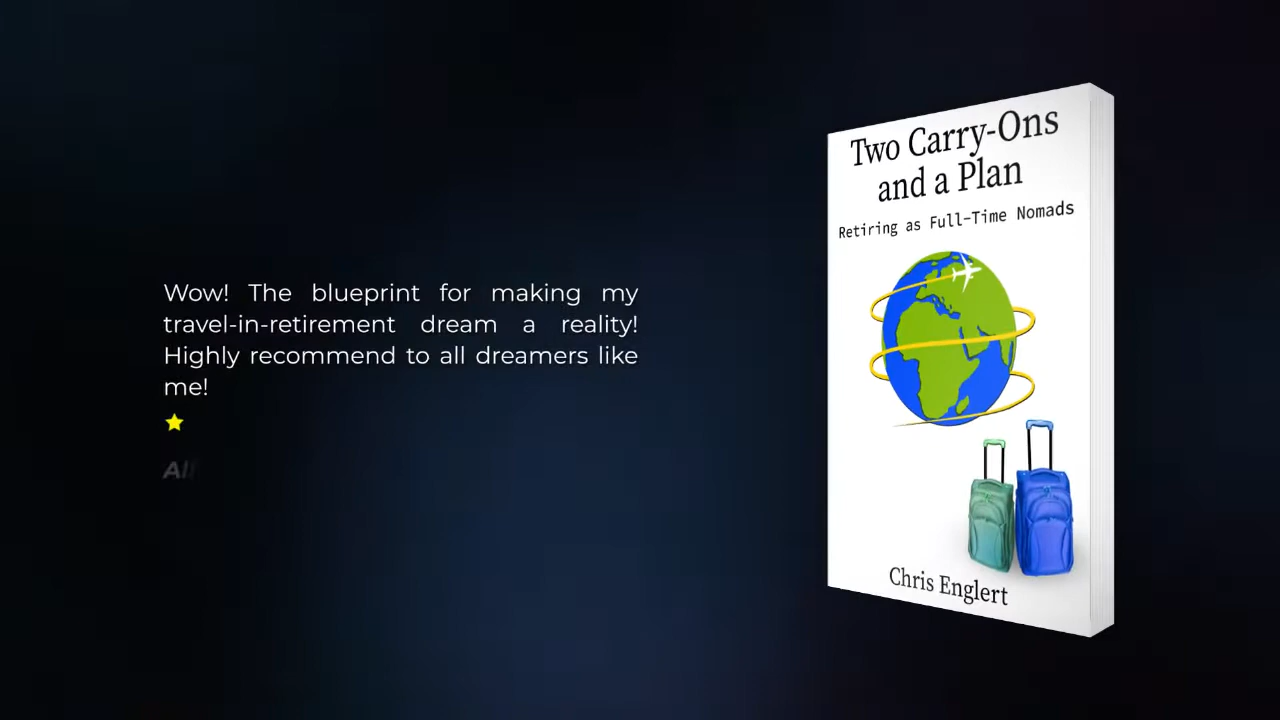 Wow! The blueprint for making my
travel-in-retirement dream a reality!
Highly recommend to all dreamers like
me!
Two Carry-Ons
and a Plan
Retiring as Full-Time Nomads
Chris Englert